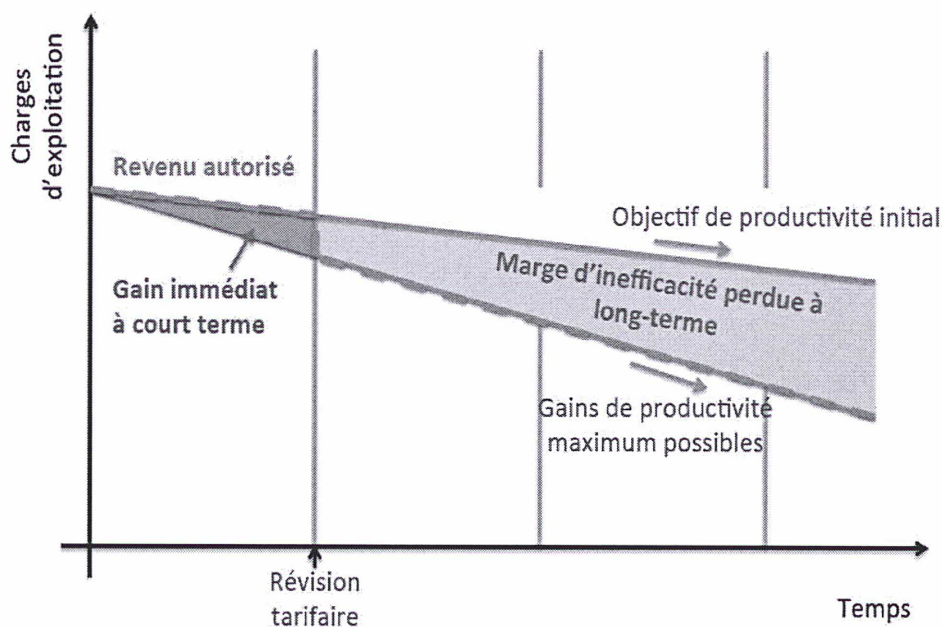 Charges
d'exploitation
Revenu autorisé
Objectif de productivité initial
Marge d'inefficacité perdue à
long-terme
Gain immédiat
à court terme
Gains de productivité
maximum possibles
Révision
tarifaire
Temps